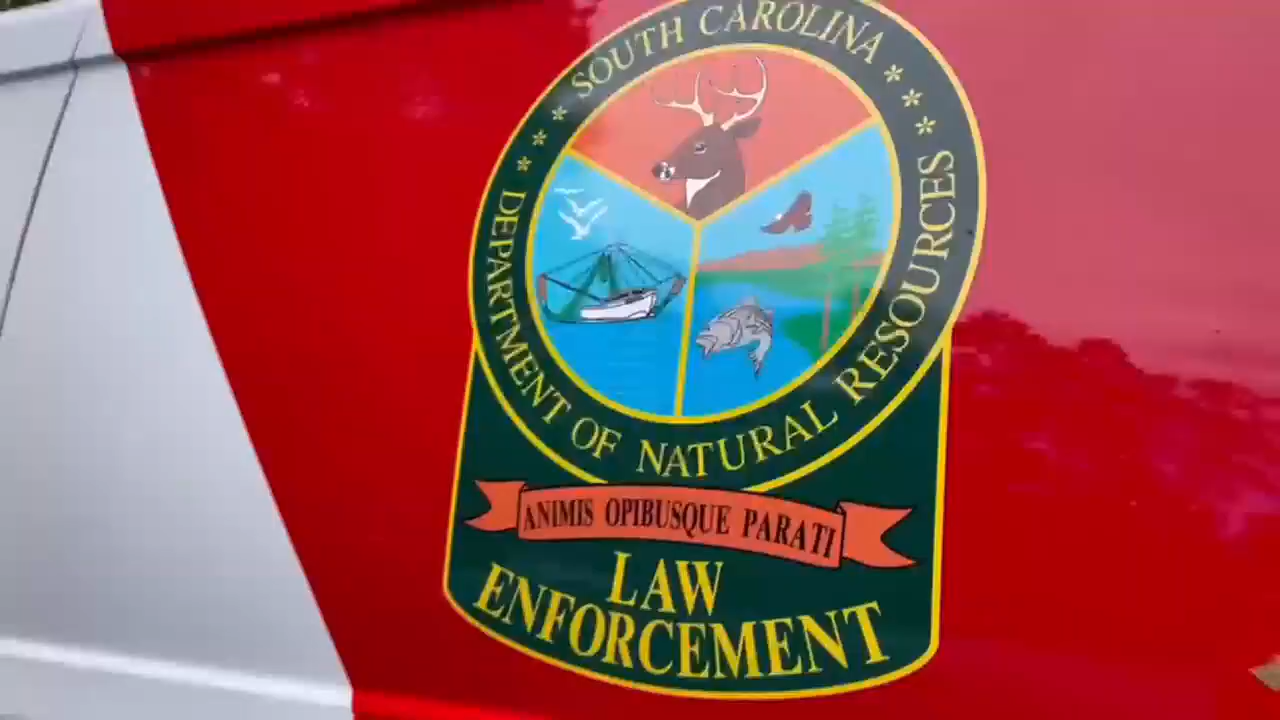 SOUTH CAROLINA
DEPARTMENT OF NATURAL RESOURCES
ANIMIS OPIBUSQUE PARATI
LAW
ENFORCEMENT